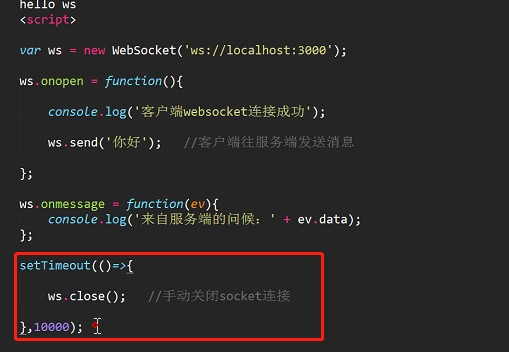 hello ws
<script>
var ws = new WebSocket('ws://localhost:3000');
ws.onopen = function(){
console.log('客户端websocket连接成功');
ws.send('你好'); //客户端往服务端发送消息
};
ws.onmessage = function(ev){
console.log('来自服务端的问候：' + ev.data);
};
setTimeout(()=>{
ws.close(); //手动关闭socket连接
},10000);